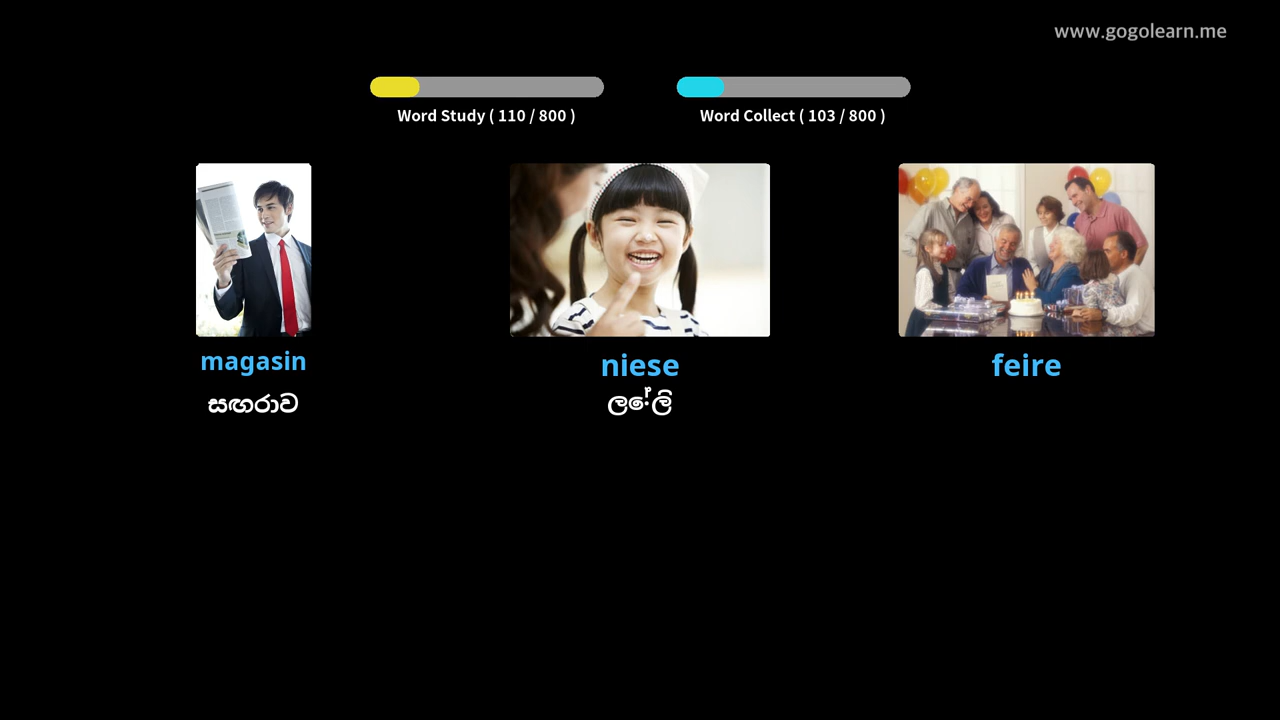 www.gogolearn.me
Word Study ( 110 / 800 )
Word Collect ( 103 / 800 )
magasin
niese
feire
සඟරාව
ලේලි